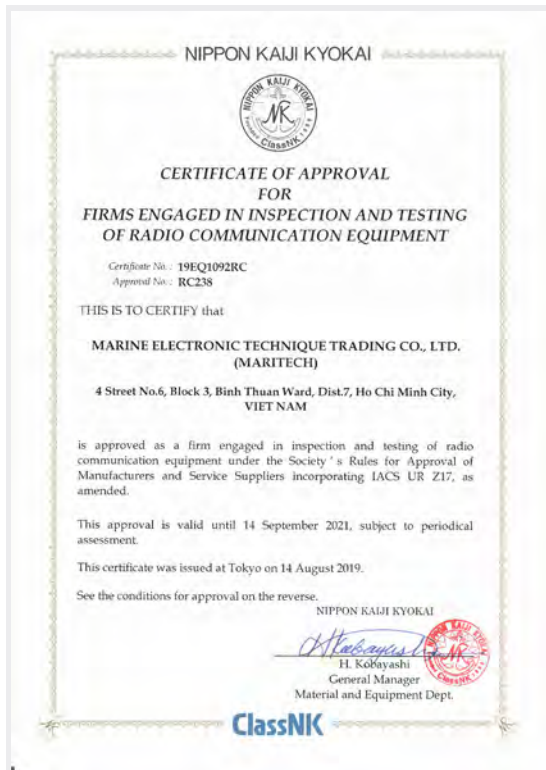 NIPPON KAIJI KYOKAI
NIPPON KAIJI KYOKAI
NK
ClassNK
CERTIFICATE OF APPROVAL
FOR
FIRMS ENGAGED IN INSPECTION AND TESTING
OF RADIO COMMUNICATION EQUIPMENT
Certificate No. : 19EQ1092RC
Approval No. : RC238
THIS IS TO CERTIFY that
MARINE ELECTRONIC TECHNIQUE TRADING CO., LTD.
(MARITECH)
4 Street No.6, Block 3, Binh Thuan Ward, Dist.7, Ho Chi Minh City,
VIET NAM
is approved as a firm engaged in inspection and testing of radio
communication equipment under the Society's Rules for Approval of
Manufacturers and Service Suppliers incorporating IACS UR Z17, as
amended.
This approval is valid until 14 September 2021, subject to periodical
assessment.
This certificate was issued at Tokyo on 14 August 2019.
See the conditions for approval on the reverse.
NIPPON KAIJI KYOKAI
H. Kobayashi
General Manager
Material and Equipment Dept.
ClassNK